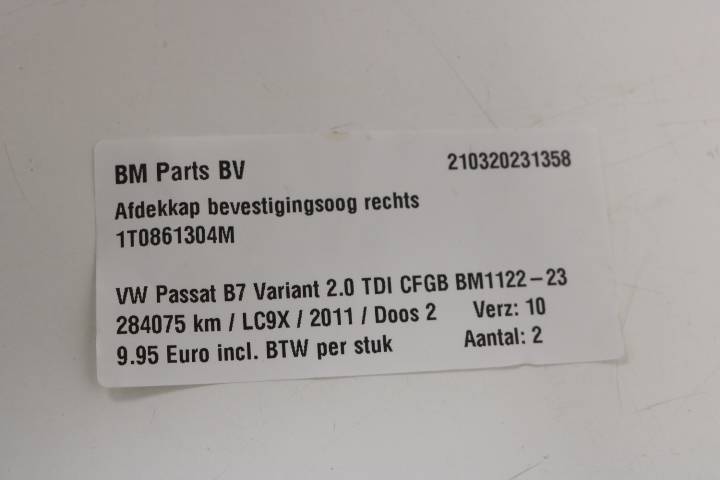 BM Parts BV 210320231358
Afdekkap bevestigingsoog rechts
1T0861304M
VW Passat B7 Variant 2.0 TDI CFGB BM1122-23
284075 km / LC9X / 2011 / Doos 2 Verz: 10
9.95 Euro incl. BTW per stuk Aantal: 2